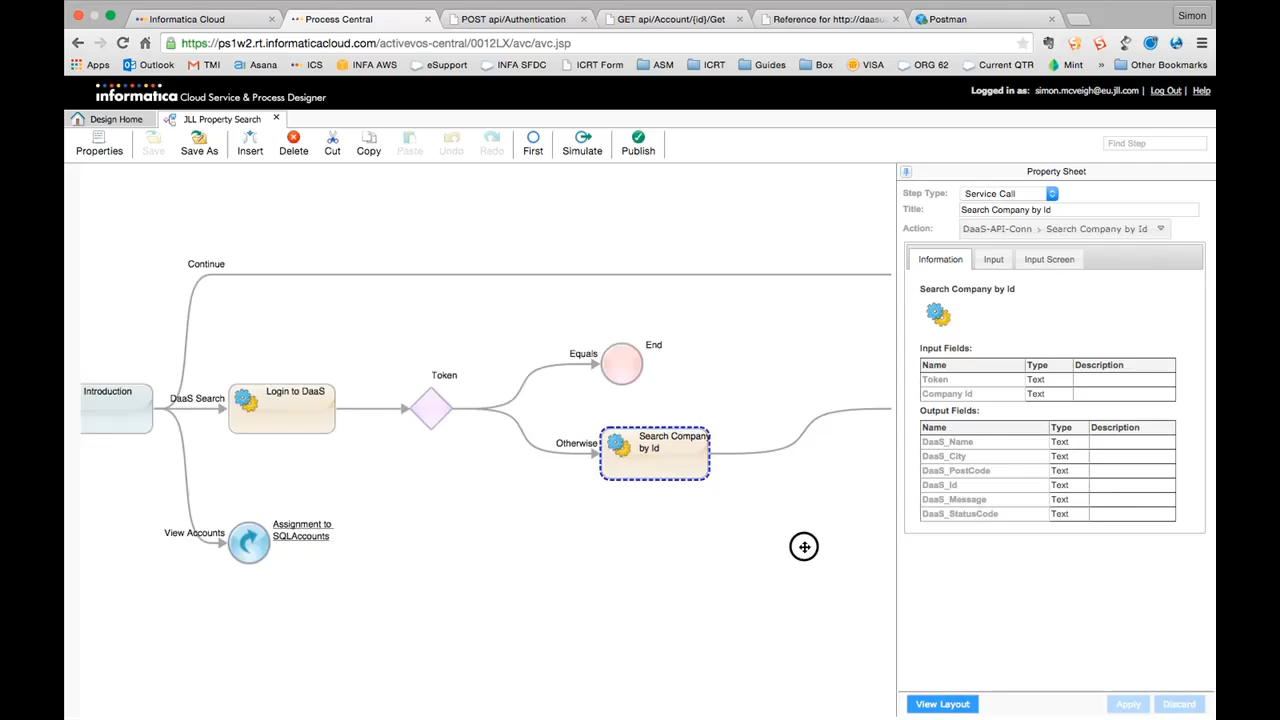 Informatica Cloud
Process Central
POST api/Authentication
GET api/Account/{id}/Get
Reference for http://daasu
Postman
Simon
https://ps1w2.rt.informaticacloud.com/activevos-central/0012LX/avc/avc.jsp
Apps
Outlook
TMI
Asana
ICS
INFA AWS
eSupport
INFA SFDC
ICRT Form
ASM
ICRT
Guides
Box
VISA
ORG 62
Current QTR
Mint
»
Other Bookmarks
informatica Cloud Service & Process Designer
Logged in as: simon.mcveigh@eu.jll.com | Log Out | Help
Design Home
JLL Property Search
Properties
Save
Save As
Insert
Delete
Cut
Copy
Paste
Undo
Redo
First
Simulate
Publish
Find Step
Continue
Introduction
DaaS Search
Login to DaaS
Token
Equals
End
Otherwise
Search Company
by Id
View Accounts
Assignment to
SQLAccounts
Property Sheet
Step Type: Service Call
Title: Search Company by Id
Action: DaaS-API-Conn > Search Company by Id
Information
Input
Input Screen
Search Company by Id
Input Fields:
Name Type Description
Token Text
Company Id Text
Output Fields:
Name Type Description
DaaS_Name Text
DaaS_City Text
DaaS_PostCode Text
DaaS_Id Text
DaaS_Message Text
DaaS_StatusCode Text
View Layout
Apply
Discard